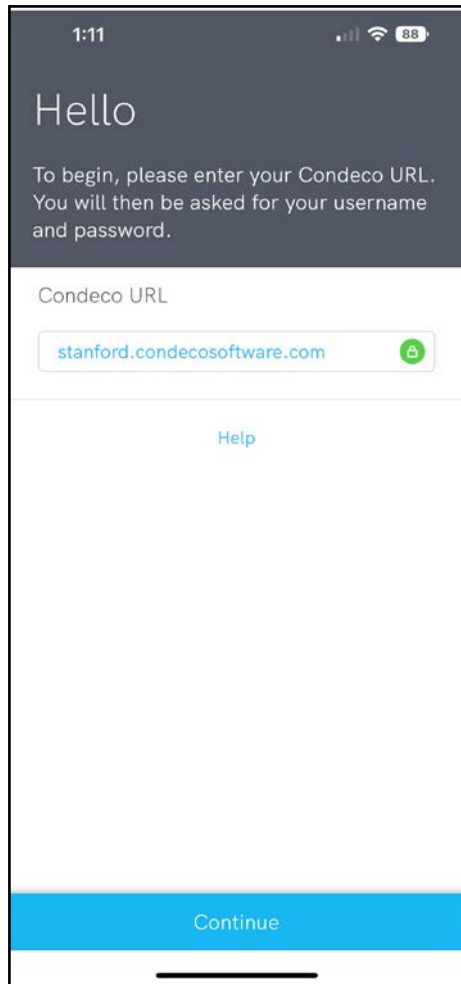 1:11 88
Hello
To begin, please enter your Condeco URL.
You will then be asked for your username
and password.
Condeco URL
stanford.condecosoftware.com
Help
Continue